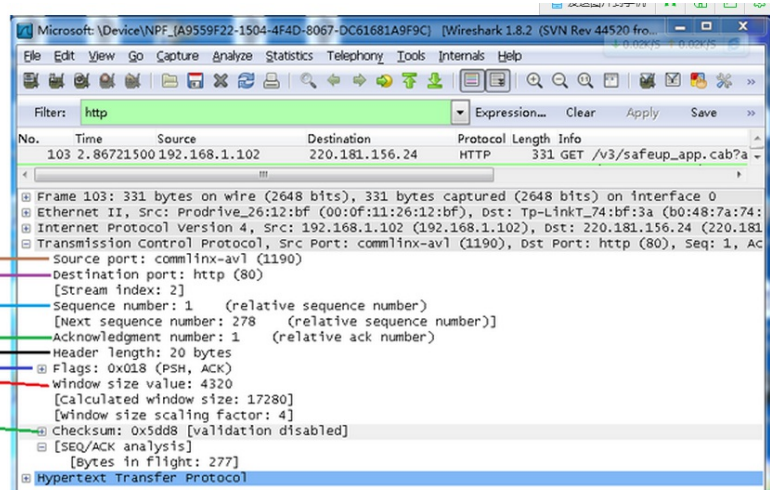 Microsoft: \Device\NPF_{A9559F22-1504-4F4D-8067-DC61681A9F9C} [Wireshark 1.8.2 (SVN Rev 44520 fro...
0.02K/S 0.02K/S
File Edit View Go Capture Analyze Statistics Telephony Tools Internals Help
Filter: http Expression... Clear Apply Save
No. Time Source Destination Protocol Length Info
103 2.86721500 192.168.1.102 220.181.156.24 HTTP 331 GET /v3/safeup_app.cab?a
Frame 103: 331 bytes on wire (2648 bits), 331 bytes captured (2648 bits) on interface 0
Ethernet II, Src: Prodrive_26:12:bf (00:0f:11:26:12:bf), Dst: Tp-LinkT_74:bf:3a (b0:48:7a:74:
Internet Protocol Version 4, Src: 192.168.1.102 (192.168.1.102), Dst: 220.181.156.24 (220.181
Transmission Control Protocol, Src Port: commlinx-avl (1190), Dst Port: http (80), Seq: 1, Ac
Source port: commlinx-avl (1190)
Destination port: http (80)
[Stream index: 2]
Sequence number: 1 (relative sequence number)
[Next sequence number: 278 (relative sequence number)]
Acknowledgment number: 1 (relative ack number)
Header length: 20 bytes
Flags: 0x018 (PSH, ACK)
Window size value: 4320
[Calculated window size: 17280]
[Window size scaling factor: 4]
Checksum: 0x5dd8 [validation disabled]
[SEQ/ACK analysis]
[Bytes in flight: 277]
Hypertext Transfer Protocol